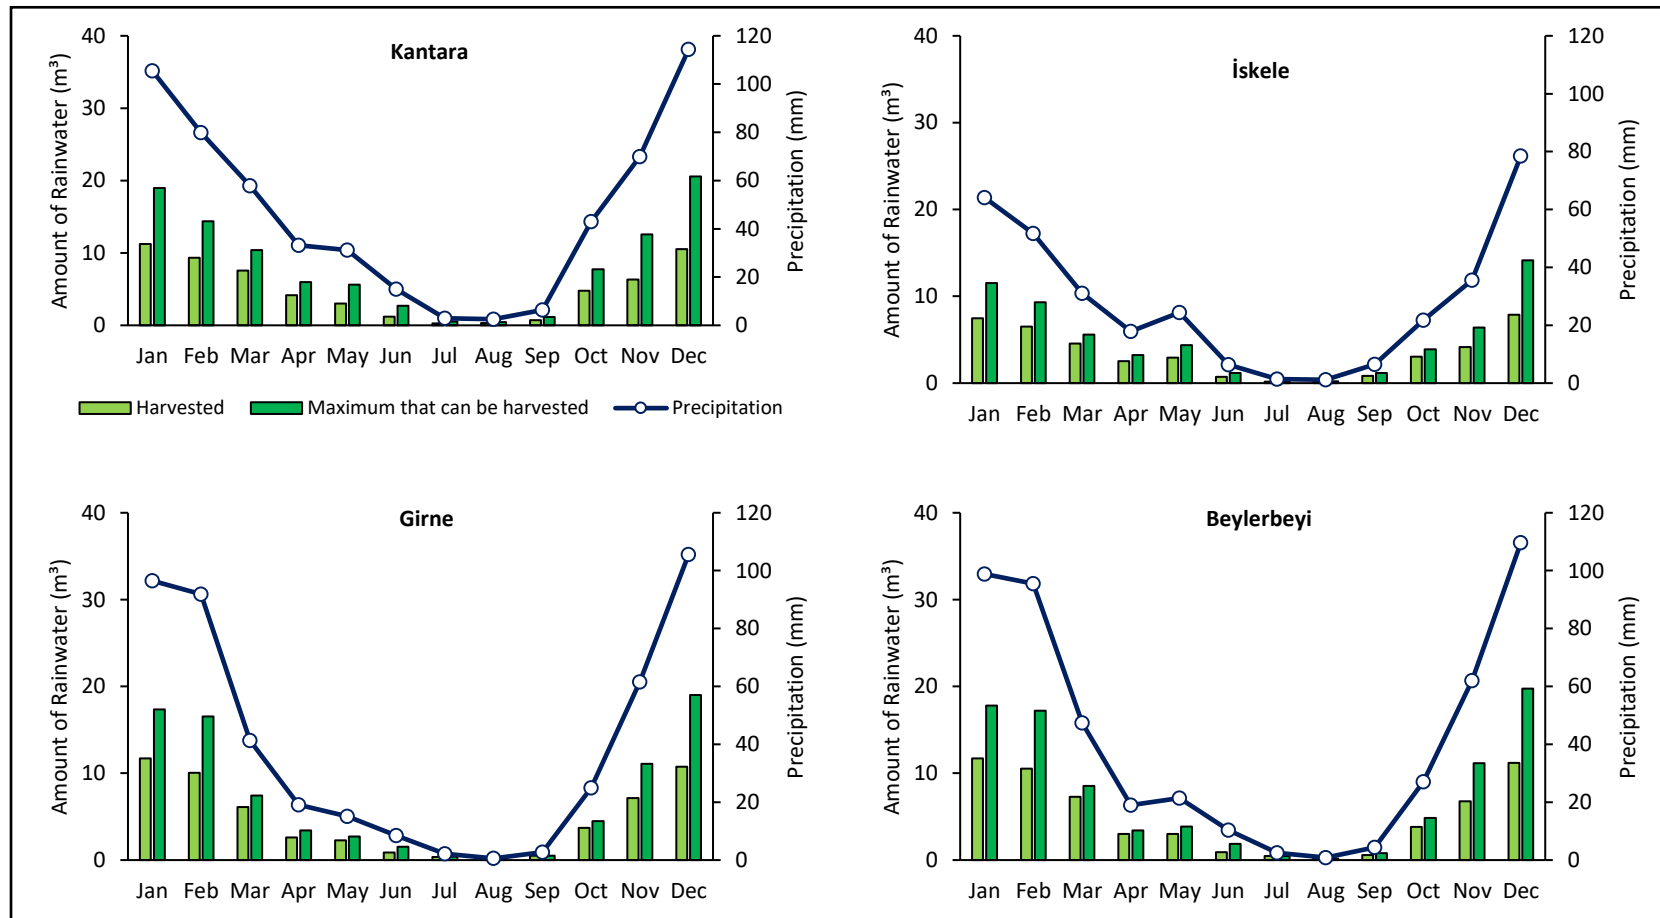 Kantara
Amount of Rainwater (m³)
40
30
20
10
0
120
100
80
60
40
20
0
Precipitation (mm)
Jan Feb Mar Apr May Jun Jul Aug Sep Oct Nov Dec
Harvested Maximum that can be harvested Precipitation
İskele
Amount of Rainwater (m³)
40
30
20
10
0
120
100
80
60
40
20
0
Precipitation (mm)
Jan Feb Mar Apr May Jun Jul Aug Sep Oct Nov Dec
Girne
Amount of Rainwater (m³)
40
30
20
10
0
120
100
80
60
40
20
0
Precipitation (mm)
Jan Feb Mar Apr May Jun Jul Aug Sep Oct Nov Dec
Beylerbeyi
Amount of Rainwater (m³)
40
30
20
10
0
120
100
80
60
40
20
0
Precipitation (mm)
Jan Feb Mar Apr May Jun Jul Aug Sep Oct Nov Dec